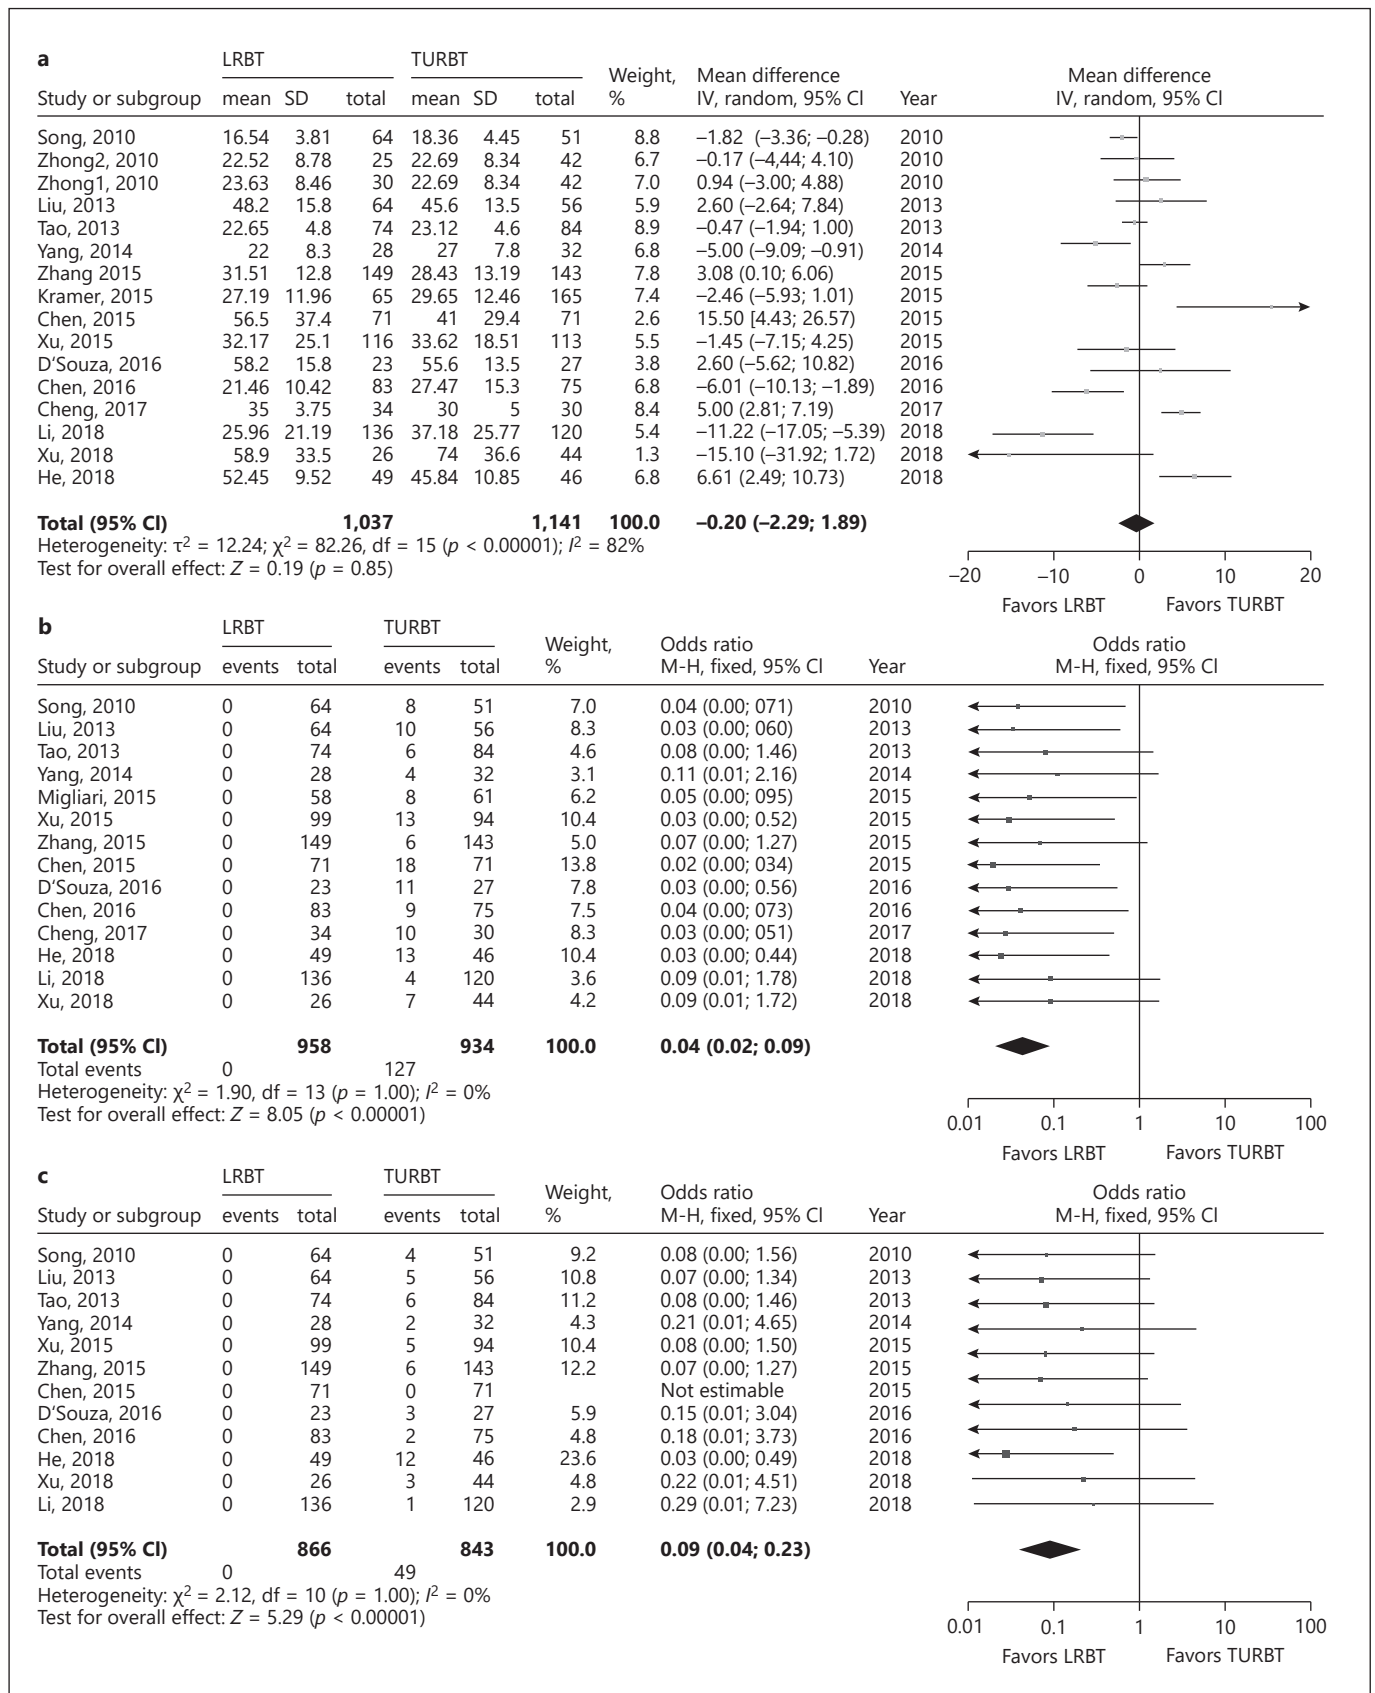 a LRBT TURBT Weight, Mean difference Mean difference
Study or subgroup mean SD total mean SD total % IV, random, 95% CI Year IV, random, 95% CI
Song, 2010 16.54 3.81 64 18.36 4.45 51 8.8 –1.82 (–3.36; –0.28) 2010
Zhong2, 2010 22.52 8.78 25 22.69 8.34 42 6.7 –0.17 (–4,44; 4.10) 2010
Zhong1, 2010 23.63 8.46 30 22.69 8.34 42 7.0 0.94 (–3.00; 4.88) 2010
Liu, 2013 48.2 15.8 64 45.6 13.5 56 5.9 2.60 (–2.64; 7.84) 2013
Tao, 2013 22.65 4.8 74 23.12 4.6 84 8.9 –0.47 (–1.94; 1.00) 2013
Yang, 2014 22 8.3 28 27 7.8 32 6.8 –5.00 (–9.09; –0.91) 2014
Zhang 2015 31.51 12.8 149 28.43 13.19 143 7.8 3.08 (0.10; 6.06) 2015
Kramer, 2015 27.19 11.96 65 29.65 12.46 165 7.4 –2.46 (–5.93; 1.01) 2015
Chen, 2015 56.5 37.4 71 41 29.4 71 2.6 15.50 [4.43; 26.57) 2015
Xu, 2015 32.17 25.1 116 33.62 18.51 113 5.5 –1.45 (–7.15; 4.25) 2015
D‘Souza, 2016 58.2 15.8 23 55.6 13.5 27 3.8 2.60 (–5.62; 10.82) 2016
Chen, 2016 21.46 10.42 83 27.47 15.3 75 6.8 –6.01 (–10.13; –1.89) 2016
Cheng, 2017 35 3.75 34 30 5 30 8.4 5.00 (2.81; 7.19) 2017
Li, 2018 25.96 21.19 136 37.18 25.77 120 5.4 –11.22 (–17.05; –5.39) 2018
Xu, 2018 58.9 33.5 26 74 36.6 44 1.3 –15.10 (–31.92; 1.72) 2018
He, 2018 52.45 9.52 49 45.84 10.85 46 6.8 6.61 (2.49; 10.73) 2018
Total (95% CI) 1,037 1,141 100.0 –0.20 (–2.29; 1.89)
Heterogeneity: τ² = 12.24; χ² = 82.26, df = 15 (p < 0.00001); I² = 82%
Test for overall effect: Z = 0.19 (p = 0.85)
–20 –10 0 10 20
Favors LRBT Favors TURBT
b LRBT TURBT Weight, Odds ratio Odds ratio
Study or subgroup events total events total % M-H, fixed, 95% CI Year M-H, fixed, 95% CI
Song, 2010 0 64 8 51 7.0 0.04 (0.00; 071) 2010
Liu, 2013 0 64 10 56 8.3 0.03 (0.00; 060) 2013
Tao, 2013 0 74 6 84 4.6 0.08 (0.00; 1.46) 2013
Yang, 2014 0 28 4 32 3.1 0.11 (0.01; 2.16) 2014
Migliari, 2015 0 58 8 61 6.2 0.05 (0.00; 095) 2015
Xu, 2015 0 99 13 94 10.4 0.03 (0.00; 0.52) 2015
Zhang, 2015 0 149 6 143 5.0 0.07 (0.00; 1.27) 2015
Chen, 2015 0 71 18 71 13.8 0.02 (0.00; 034) 2015
D‘Souza, 2016 0 23 11 27 7.8 0.03 (0.00; 0.56) 2016
Chen, 2016 0 83 9 75 7.5 0.04 (0.00; 073) 2016
Cheng, 2017 0 34 10 30 8.3 0.03 (0.00; 051) 2017
He, 2018 0 49 13 46 10.4 0.03 (0.00; 0.44) 2018
Li, 2018 0 136 4 120 3.6 0.09 (0.01; 1.78) 2018
Xu, 2018 0 26 7 44 4.2 0.09 (0.01; 1.72) 2018
Total (95% CI) 958 934 100.0 0.04 (0.02; 0.09)
Total events 0 127
Heterogeneity: χ² = 1.90, df = 13 (p = 1.00); I² = 0%
Test for overall effect: Z = 8.05 (p < 0.00001)
0.01 0.1 1 10 100
Favors LRBT Favors TURBT
c LRBT TURBT Weight, Odds ratio Odds ratio
Study or subgroup events total events total % M-H, fixed, 95% CI Year M-H, fixed, 95% CI
Song, 2010 0 64 4 51 9.2 0.08 (0.00; 1.56) 2010
Liu, 2013 0 64 5 56 10.8 0.07 (0.00; 1.34) 2013
Tao, 2013 0 74 6 84 11.2 0.08 (0.00; 1.46) 2013
Yang, 2014 0 28 2 32 4.3 0.21 (0.01; 4.65) 2014
Xu, 2015 0 99 5 94 10.4 0.08 (0.00; 1.50) 2015
Zhang, 2015 0 149 6 143 12.2 0.07 (0.00; 1.27) 2015
Chen, 2015 0 71 0 71 Not estimable 2015
D‘Souza, 2016 0 23 3 27 5.9 0.15 (0.01; 3.04) 2016
Chen, 2016 0 83 2 75 4.8 0.18 (0.01; 3.73) 2016
He, 2018 0 49 12 46 23.6 0.03 (0.00; 0.49) 2018
Xu, 2018 0 26 3 44 4.8 0.22 (0.01; 4.51) 2018
Li, 2018 0 136 1 120 2.9 0.29 (0.01; 7.23) 2018
Total (95% CI) 866 843 100.0 0.09 (0.04; 0.23)
Total events 0 49
Heterogeneity: χ² = 2.12, df = 10 (p = 1.00); I² = 0%
Test for overall effect: Z = 5.29 (p < 0.00001)
0.01 0.1 1 10 100
Favors LRBT Favors TURBT